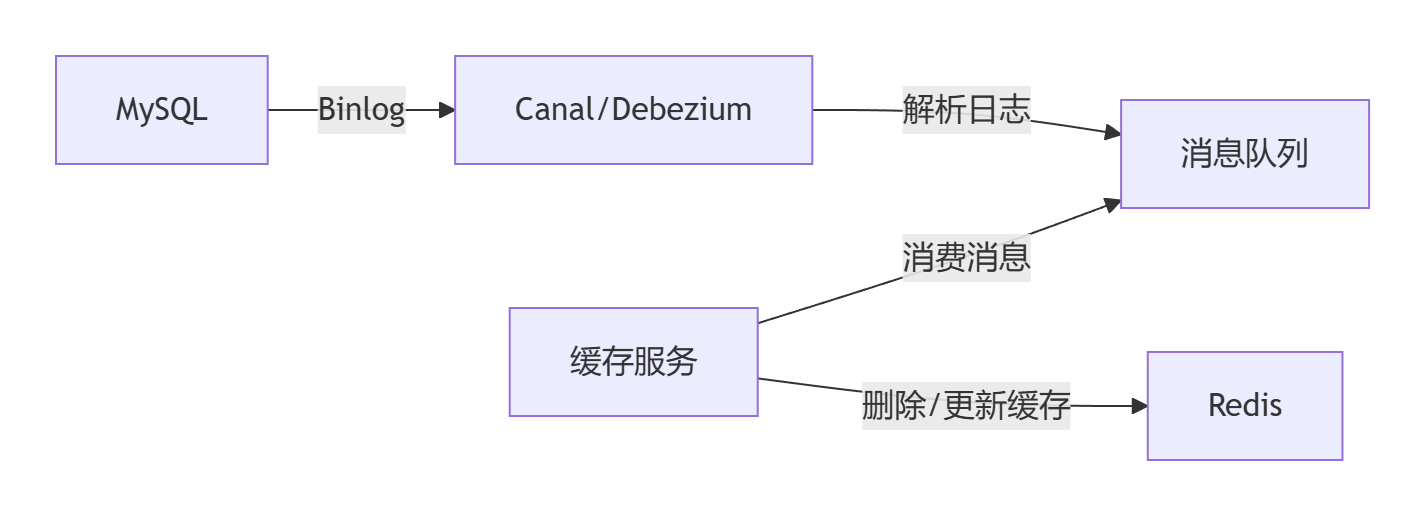 MySQL
Binlog
Canal/Debezium
解析日志
消息队列
消费消息
缓存服务
删除/更新缓存
Redis